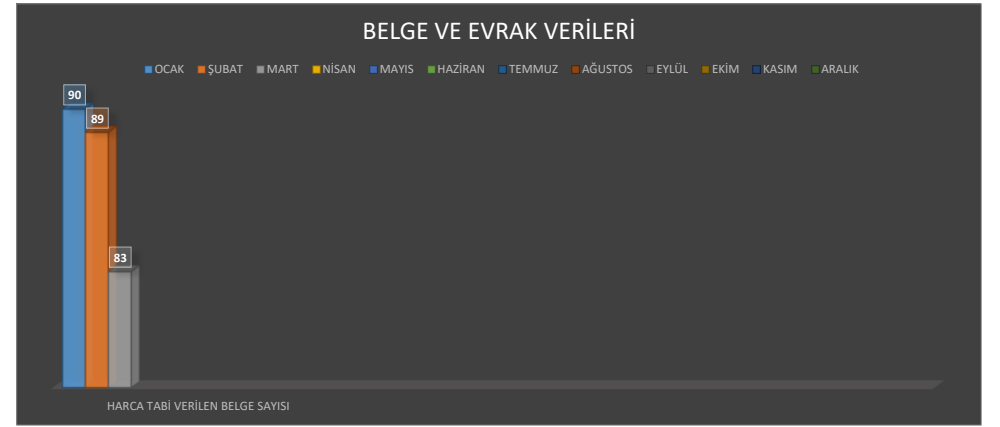 BELGE VE EVRAK VERİLERİ
OCAK ŞUBAT MART NİSAN MAYIS HAZİRAN TEMMUZ AĞUSTOS EYLÜL EKİM KASIM ARALIK
90
89
83
HARCA TABİ VERİLEN BELGE SAYISI